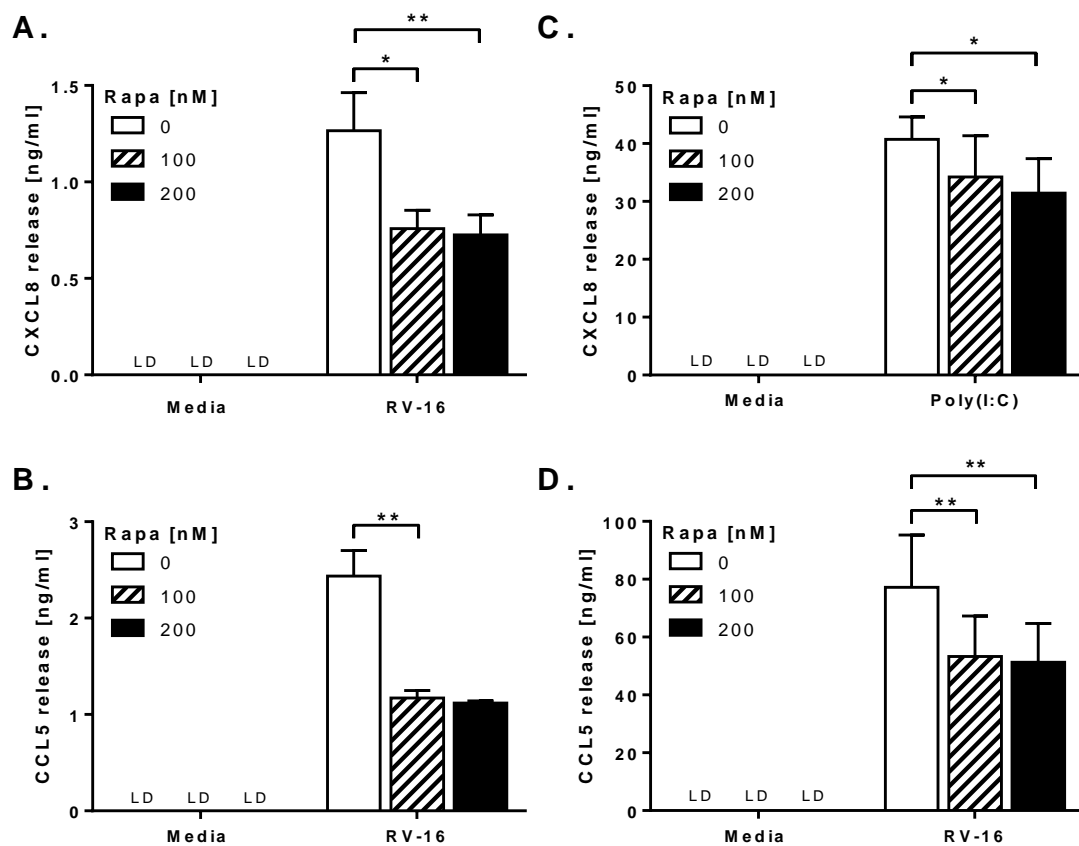 A.
**
*
CXCL8 release [ng/ml]
1.5
1.0
0.5
0.0
Rapa [nM]
0
100
200
LD LD LD
Media RV-16
C.
*
*
CXCL8 release [ng/ml]
50
40
30
20
10
0
Rapa [nM]
0
100
200
LD LD LD
Media Poly(I:C)
B.
**
CCL5 release [ng/ml]
3
2
1
0
Rapa [nM]
0
100
200
LD LD LD
Media RV-16
D.
**
**
CCL5 release [ng/ml]
100
80
60
40
20
0
Rapa [nM]
0
100
200
LD LD LD
Media RV-16